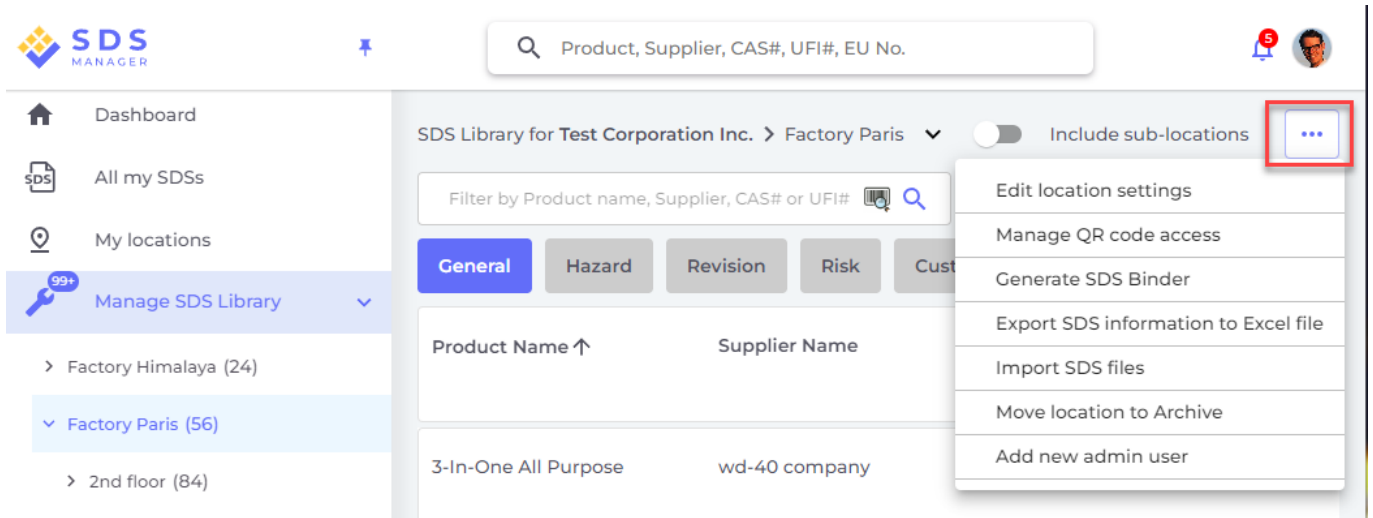 SDS
MANAGER
Product, Supplier, CAS#, UFI#, EU No.
5
Dashboard
SDS
All my SDSs
My locations
99+
Manage SDS Library
Factory Himalaya (24)
Factory Paris (56)
2nd floor (84)
SDS Library for Test Corporation Inc. > Factory Paris
Include sub-locations
...
Filter by Product name, Supplier, CAS# or UFI#
General Hazard Revision Risk Cust
Product Name Supplier Name
3-In-One All Purpose wd-40 company
Edit location settings
Manage QR code access
Generate SDS Binder
Export SDS information to Excel file
Import SDS files
Move location to Archive
Add new admin user